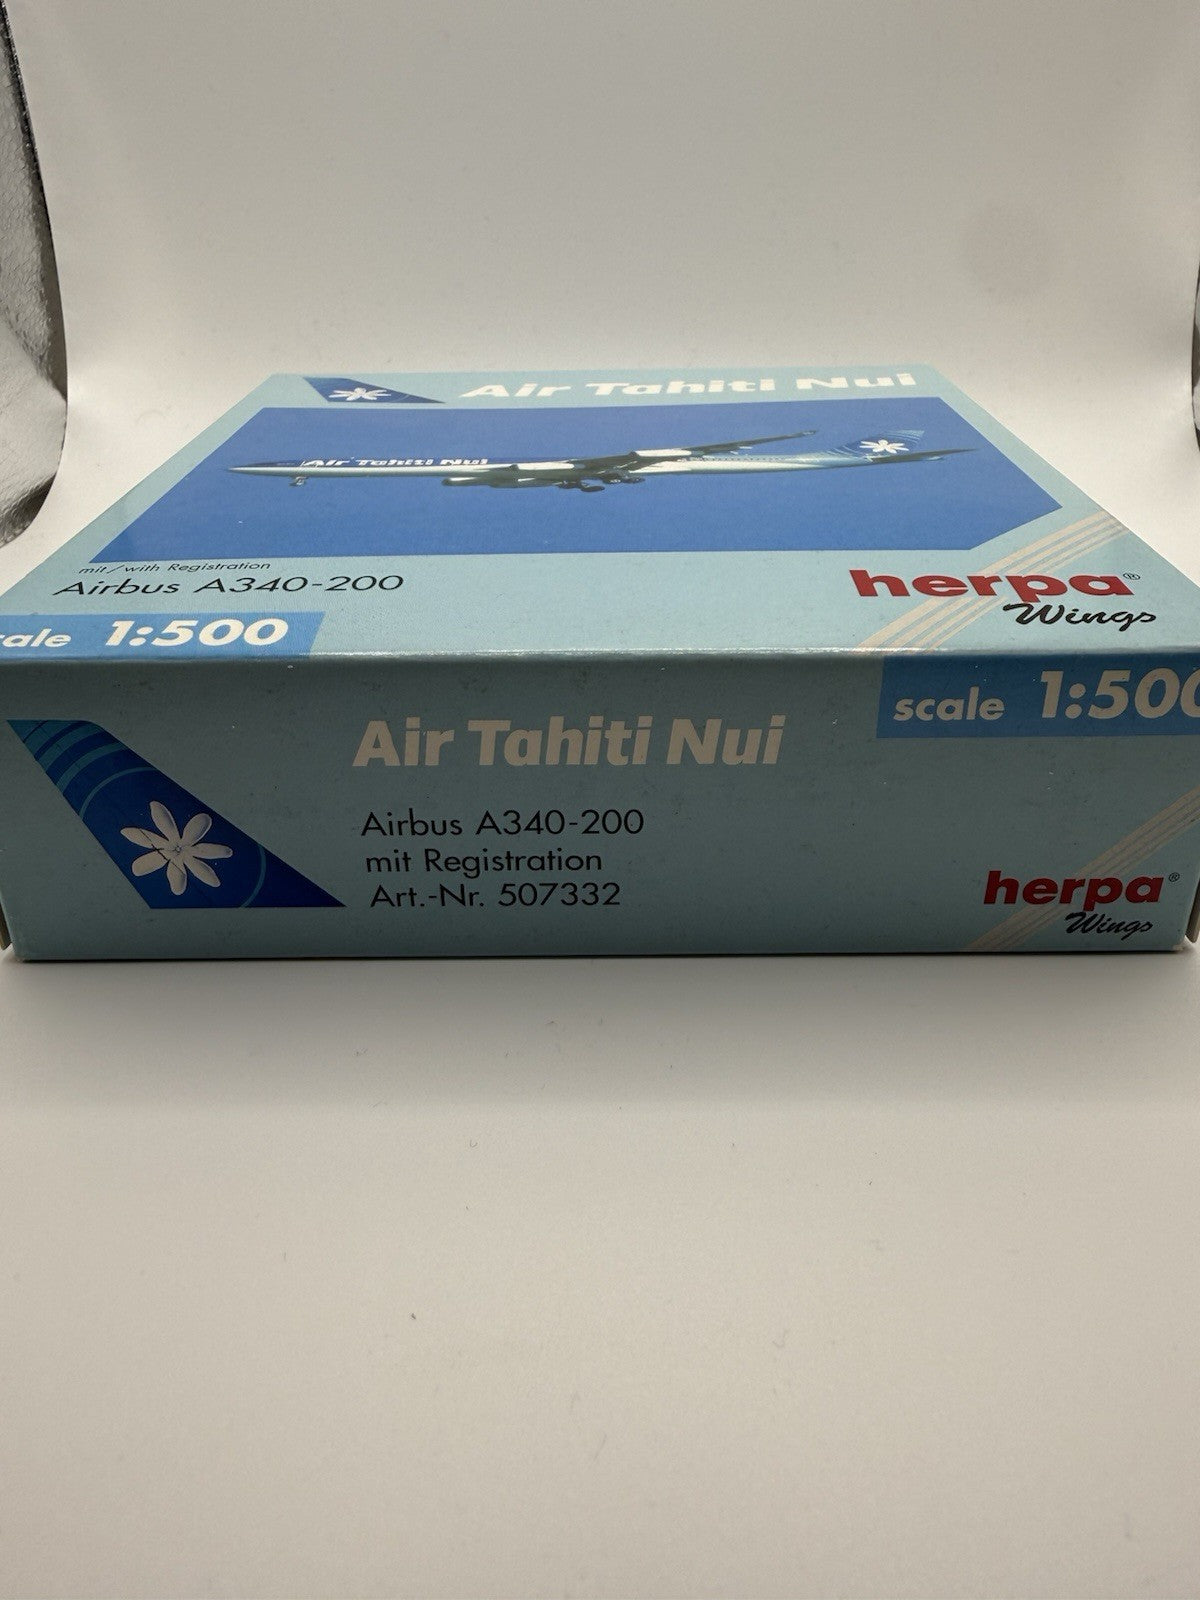 Air Tahiti Nui
Air Tahiti Nui
mit/with Registration
Airbus A340-200
herpa®
Wings
1:500
scale 1:500
Air Tahiti Nui
Airbus A340-200
mit Registration
Art.-Nr. 507332
herpa®
Wings